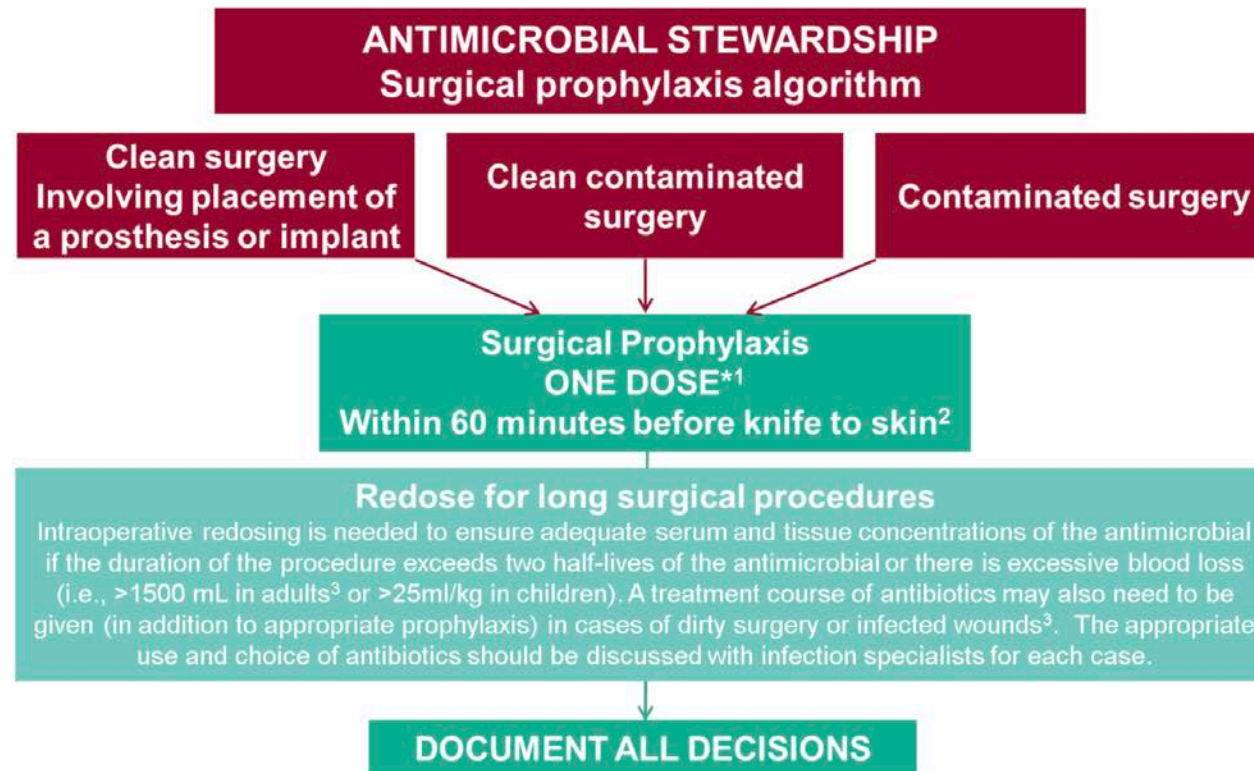 ANTIMICROBIAL STEWARDSHIP
Surgical prophylaxis algorithm
Clean surgery
Involving placement of
a prosthesis or implant
Clean contaminated
surgery
Contaminated surgery
Surgical Prophylaxis
ONE DOSE*1
Within 60 minutes before knife to skin2
Redose for long surgical procedures
Intraoperative redosing is needed to ensure adequate serum and tissue concentrations of the antimicrobial
if the duration of the procedure exceeds two half-lives of the antimicrobial or there is excessive blood loss
(i.e., >1500 mL in adults3 or >25ml/kg in children). A treatment course of antibiotics may also need to be
given (in addition to appropriate prophylaxis) in cases of dirty surgery or infected wounds3. The appropriate
use and choice of antibiotics should be discussed with infection specialists for each case.
DOCUMENT ALL DECISIONS